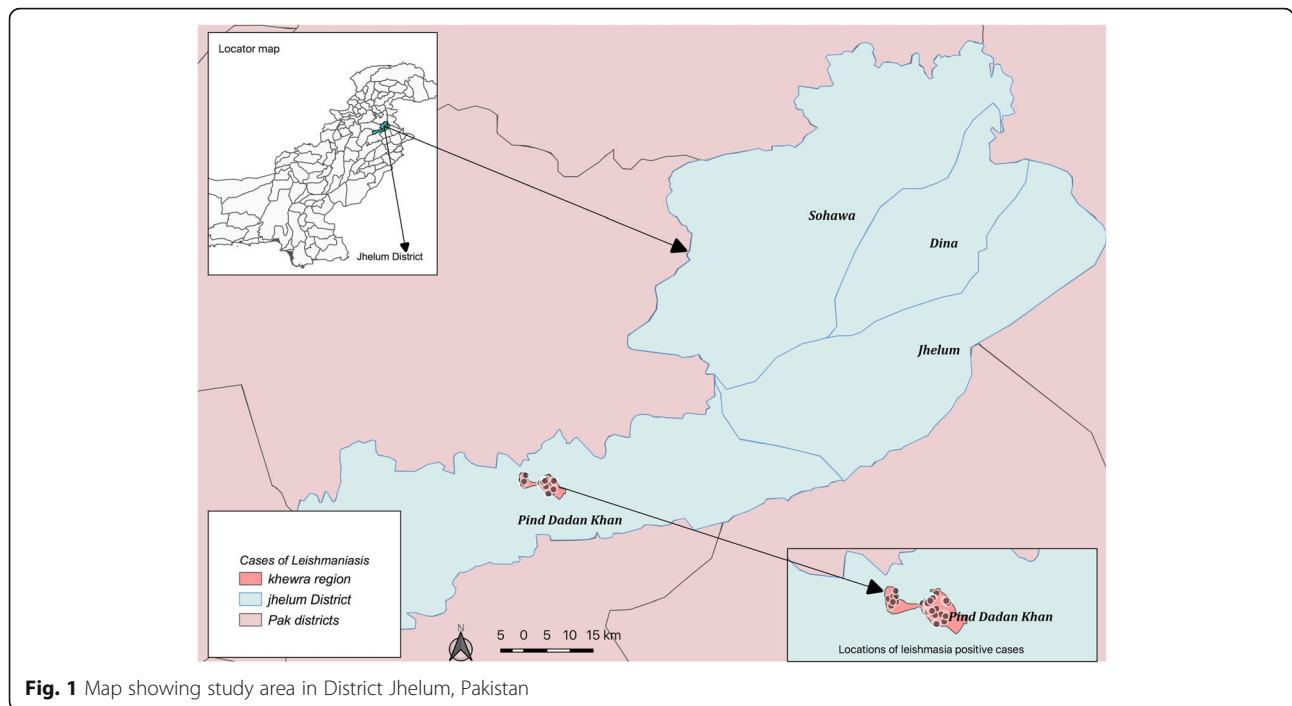 Locator map
Jhelum District
Sohawa
Dina
Jhelum
Pind Dadan Khan
Cases of Leishmaniasis
khewra region
jhelum District
Pak districts
N
5 0 5 10 15 km
Pind Dadan Khan
Locations of leishmasia positive cases
Fig. 1 Map showing study area in District Jhelum, Pakistan